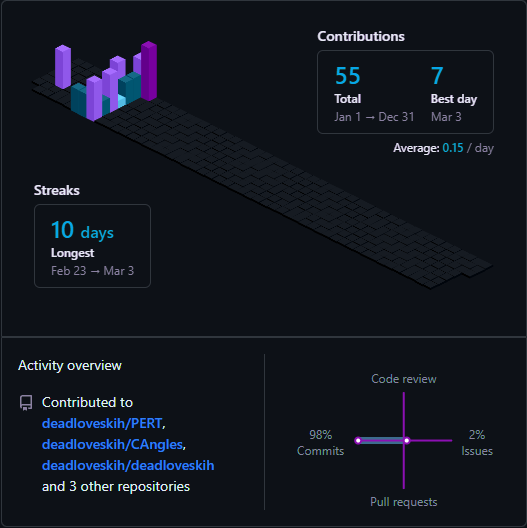 Contributions
55
Total
Jan 1 → Dec 31
7
Best day
Mar 3
Average: 0.15 / day
Streaks
10 days
Longest
Feb 23 → Mar 3
Activity overview
Contributed to
deadloveskih/PERT,
deadloveskih/CAngles,
deadloveskih/deadloveskih
and 3 other repositories
Code review
98%
Commits
2%
Issues
Pull requests